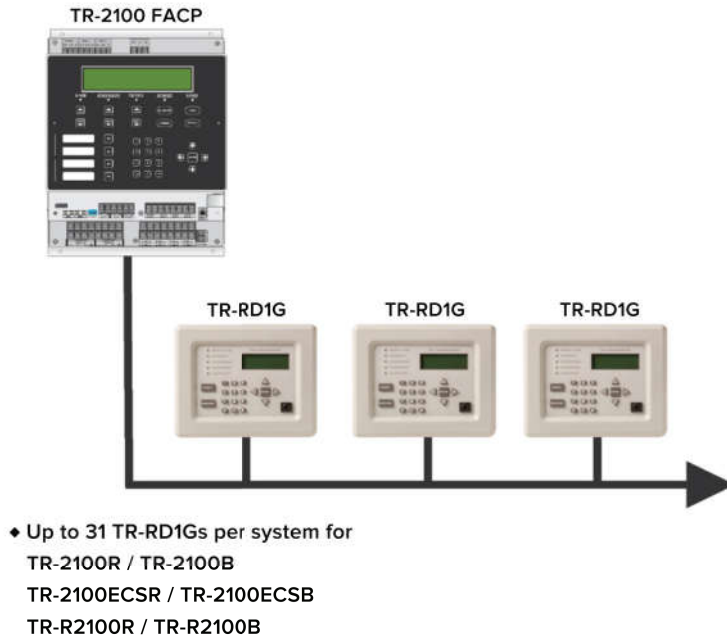 TR-2100 FACP
TR-RD1G
TR-RD1G
TR-RD1G
◆ Up to 31 TR-RD1Gs per system for
TR-2100R / TR-2100B
TR-2100ECSR / TR-2100ECSB
TR-R2100R / TR-R2100B